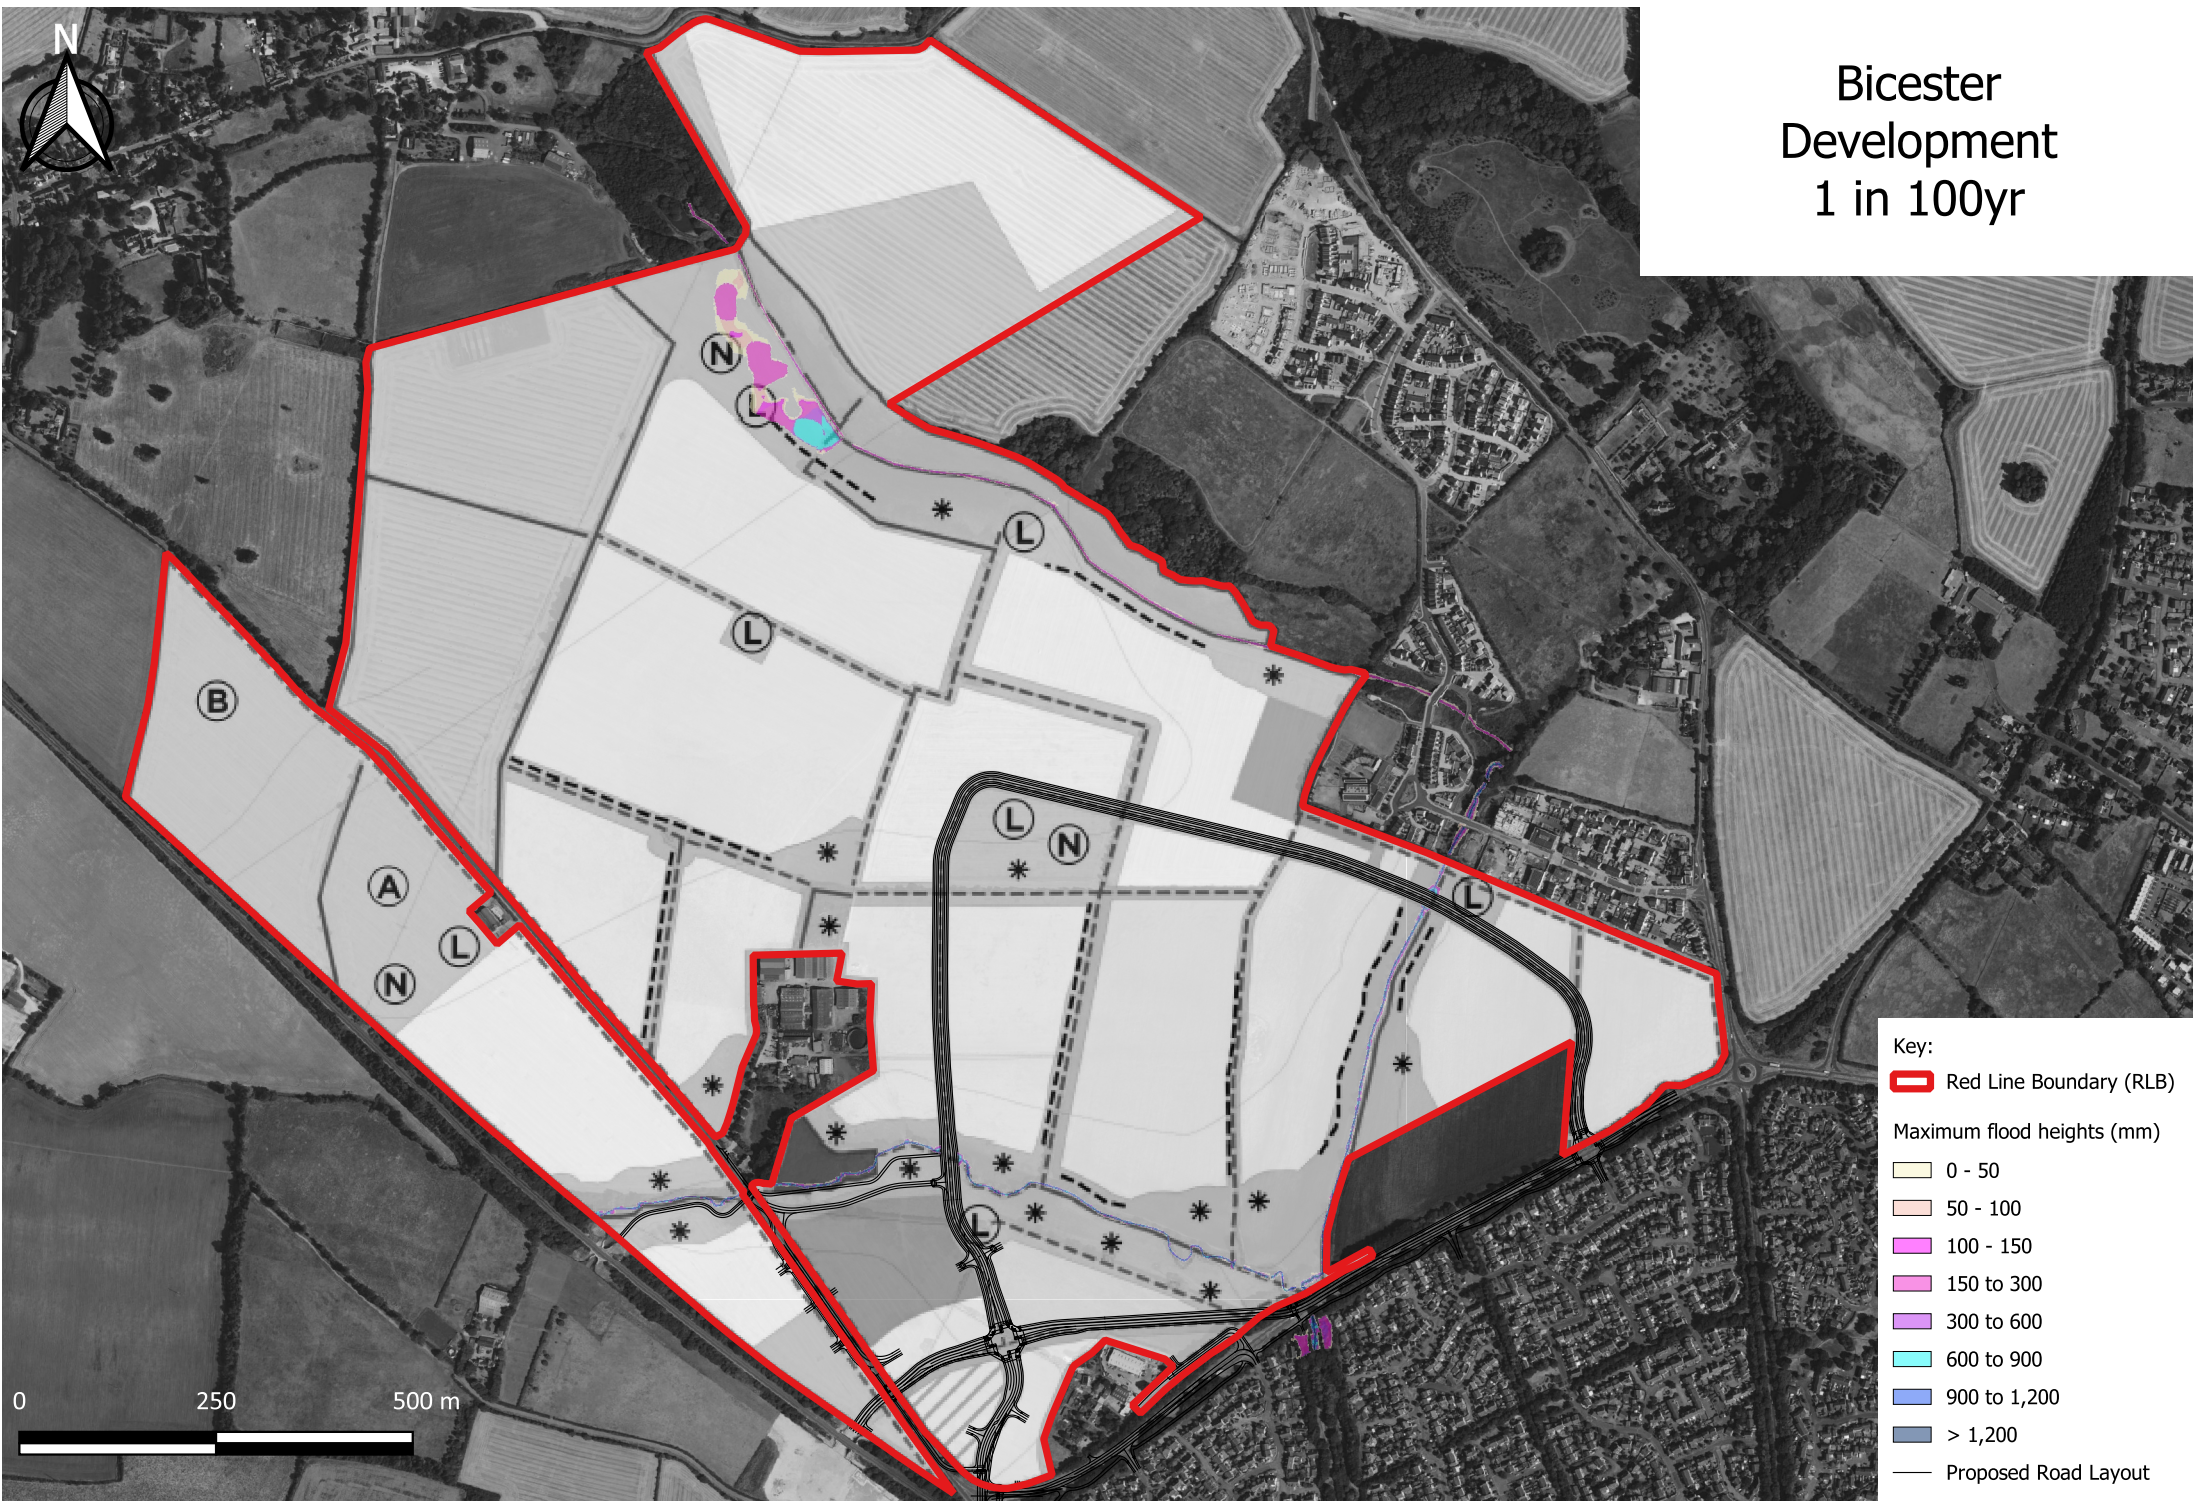 N
Bicester
Development
1 in 100yr
N
L
L
L
B
L
N
A
L
L
N
L
0
250
500 m
Key:
Red Line Boundary (RLB)
Maximum flood heights (mm)
0 - 50
50 - 100
100 - 150
150 to 300
300 to 600
600 to 900
900 to 1,200
> 1,200
Proposed Road Layout